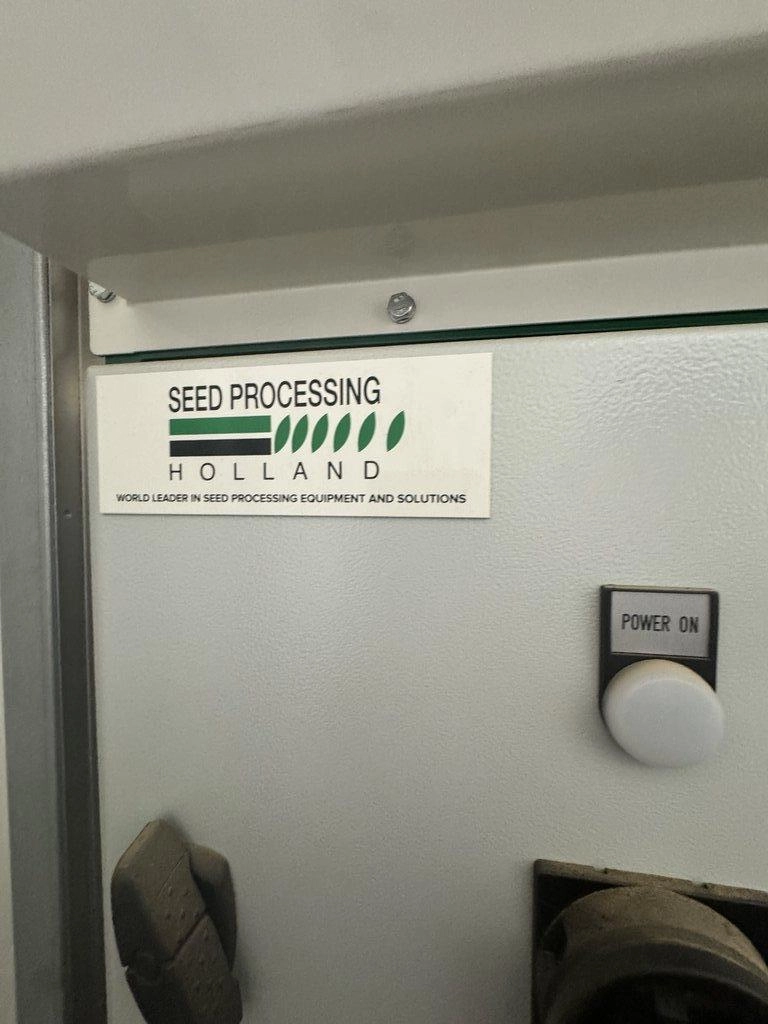 SEED PROCESSING
HOLLAND
WORLD LEADER IN SEED PROCESSING EQUIPMENT AND SOLUTIONS
POWER ON